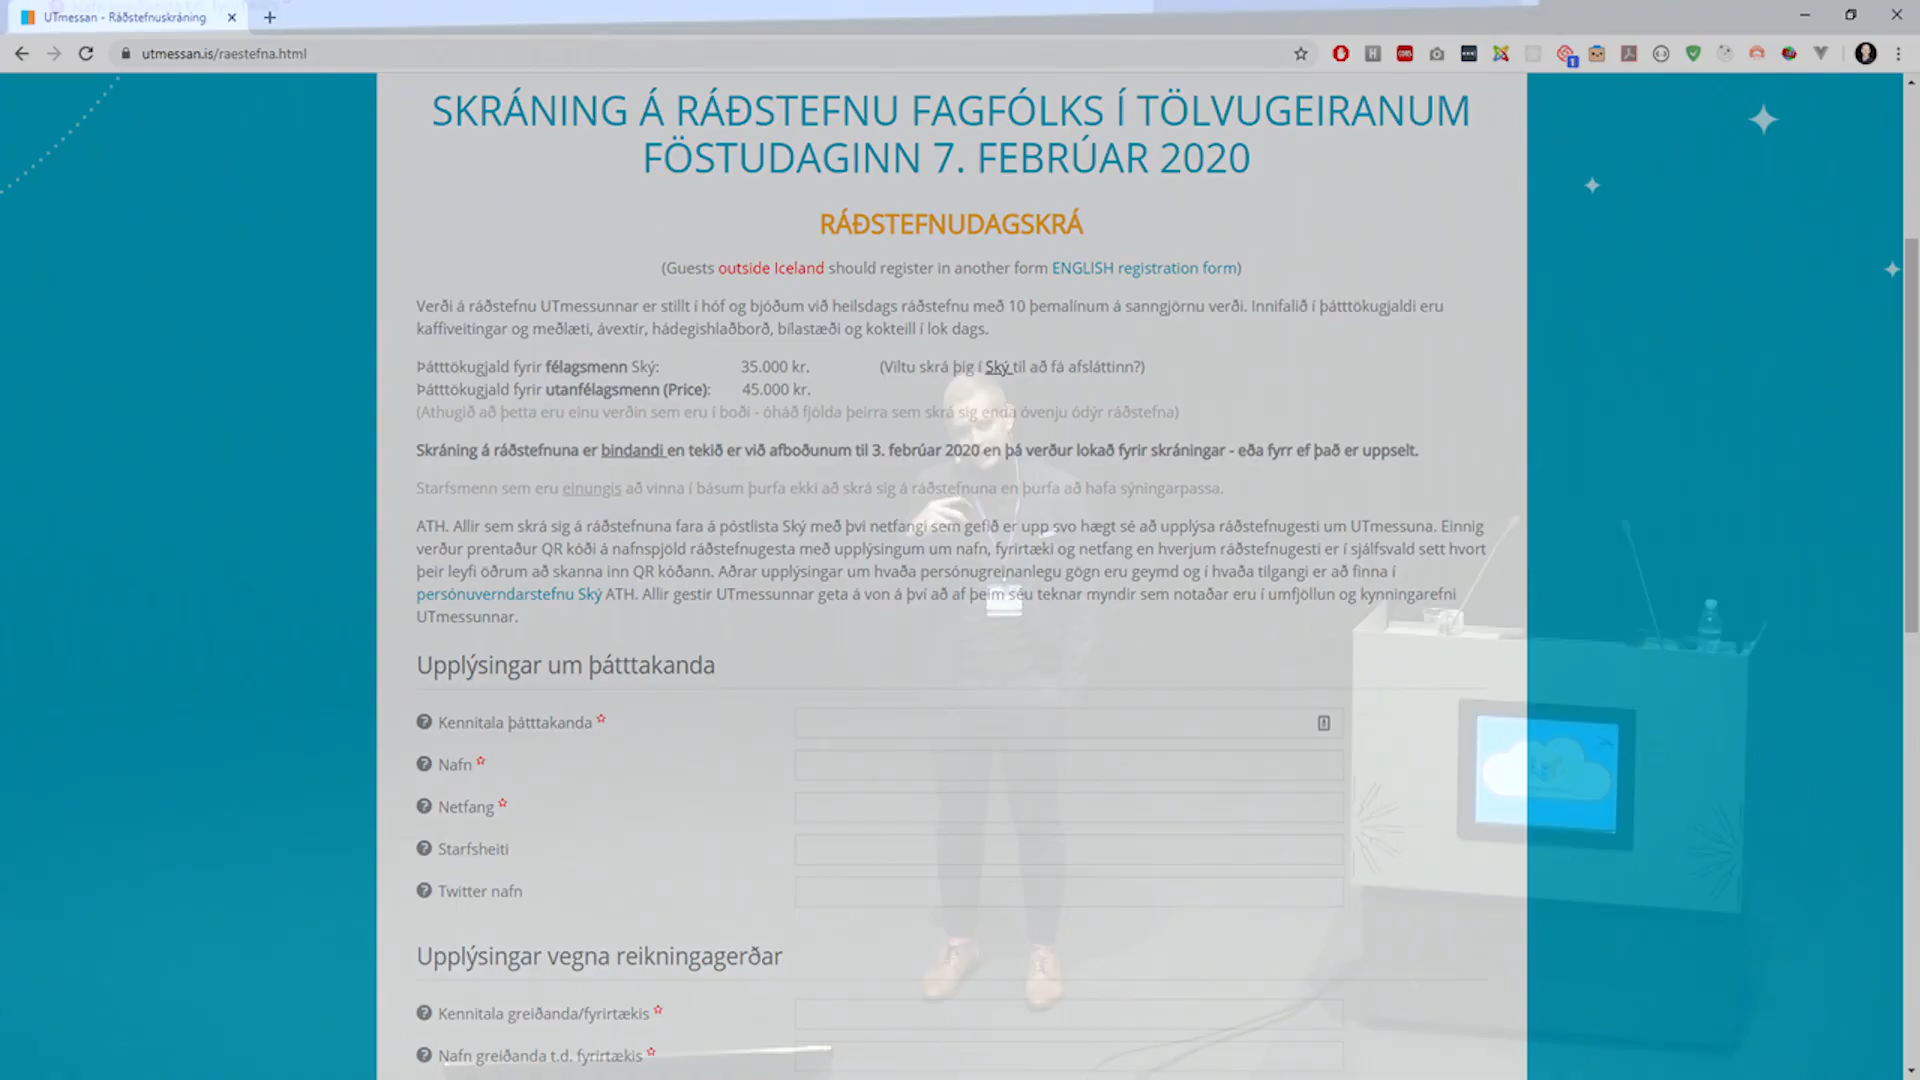 UTmessan - Ráðstefnuskráning
utmessan.is/raestefna.html
SKRÁNING Á RÁÐSTEFNU FAGFÓLKS Í TÖLVUGEIRANUM
FÖSTUDAGINN 7. FEBRÚAR 2020
RÁÐSTEFNUDAGSKRÁ
(Guests outside Iceland should register in another form ENGLISH registration form)
Verði á ráðstefnu UTmessunnar er stillt í hóf og bjóðum við heilsdags ráðstefnu með 10 þemalínum á sanngjörnu verði. Innifalið í þátttökugjaldi eru
kaffiveitingar og meðlæti, ávextir, hádegishlaðborð, bílastæði og kokteill í lok dags.
Þátttökugjald fyrir félagsmenn Ský: 35.000 kr. (Viltu skrá þig í Ský til að fá afsláttinn?)
Þátttökugjald fyrir utanfélagsmenn (Price): 45.000 kr.
(Athugið að þetta eru einu verðin sem eru í boði - óháð fjölda þeirra sem skrá sig enda óvenju ódýr ráðstefna)
Skráning á ráðstefnuna er bindandi en tekið er við afboðunum til 3. febrúar 2020 en þá verður lokað fyrir skráningar - eða fyrr ef það er uppselt.
Starfsmenn sem eru einungis að vinna í básum þurfa ekki að skrá sig á ráðstefnuna en þurfa að hafa sýningarpassa.
ATH. Allir sem skrá sig á ráðstefnuna fara á póstlista Ský með því netfangi sem gefið er upp svo hægt sé að upplýsa ráðstefnugesti um UTmessuna. Einnig
verður prentaður QR kóði á nafnspjöld ráðstefnugesta með upplýsingum um nafn, fyrirtæki og netfang en hverjum ráðstefnugesti er í sjálfsvald sett hvort
þeir leyfi öðrum að skanna inn QR kóðann. Aðrar upplýsingar um hvaða persónugreinanlegu gögn eru geymd og í hvaða tilgangi er að finna í
persónuverndarstefnu Ský ATH. Allir gestir UTmessunnar geta á von á því að af þeim séu teknar myndir sem notaðar eru í umfjöllun og kynningarefni
UTmessunnar.
Upplýsingar um þátttakanda
Kennitala þátttakanda
Nafn
Netfang
Starfsheiti
Twitter nafn
Upplýsingar vegna reikningagerðar
Kennitala greiðanda/fyrirtækis
Nafn greiðanda t.d. fyrirtækis